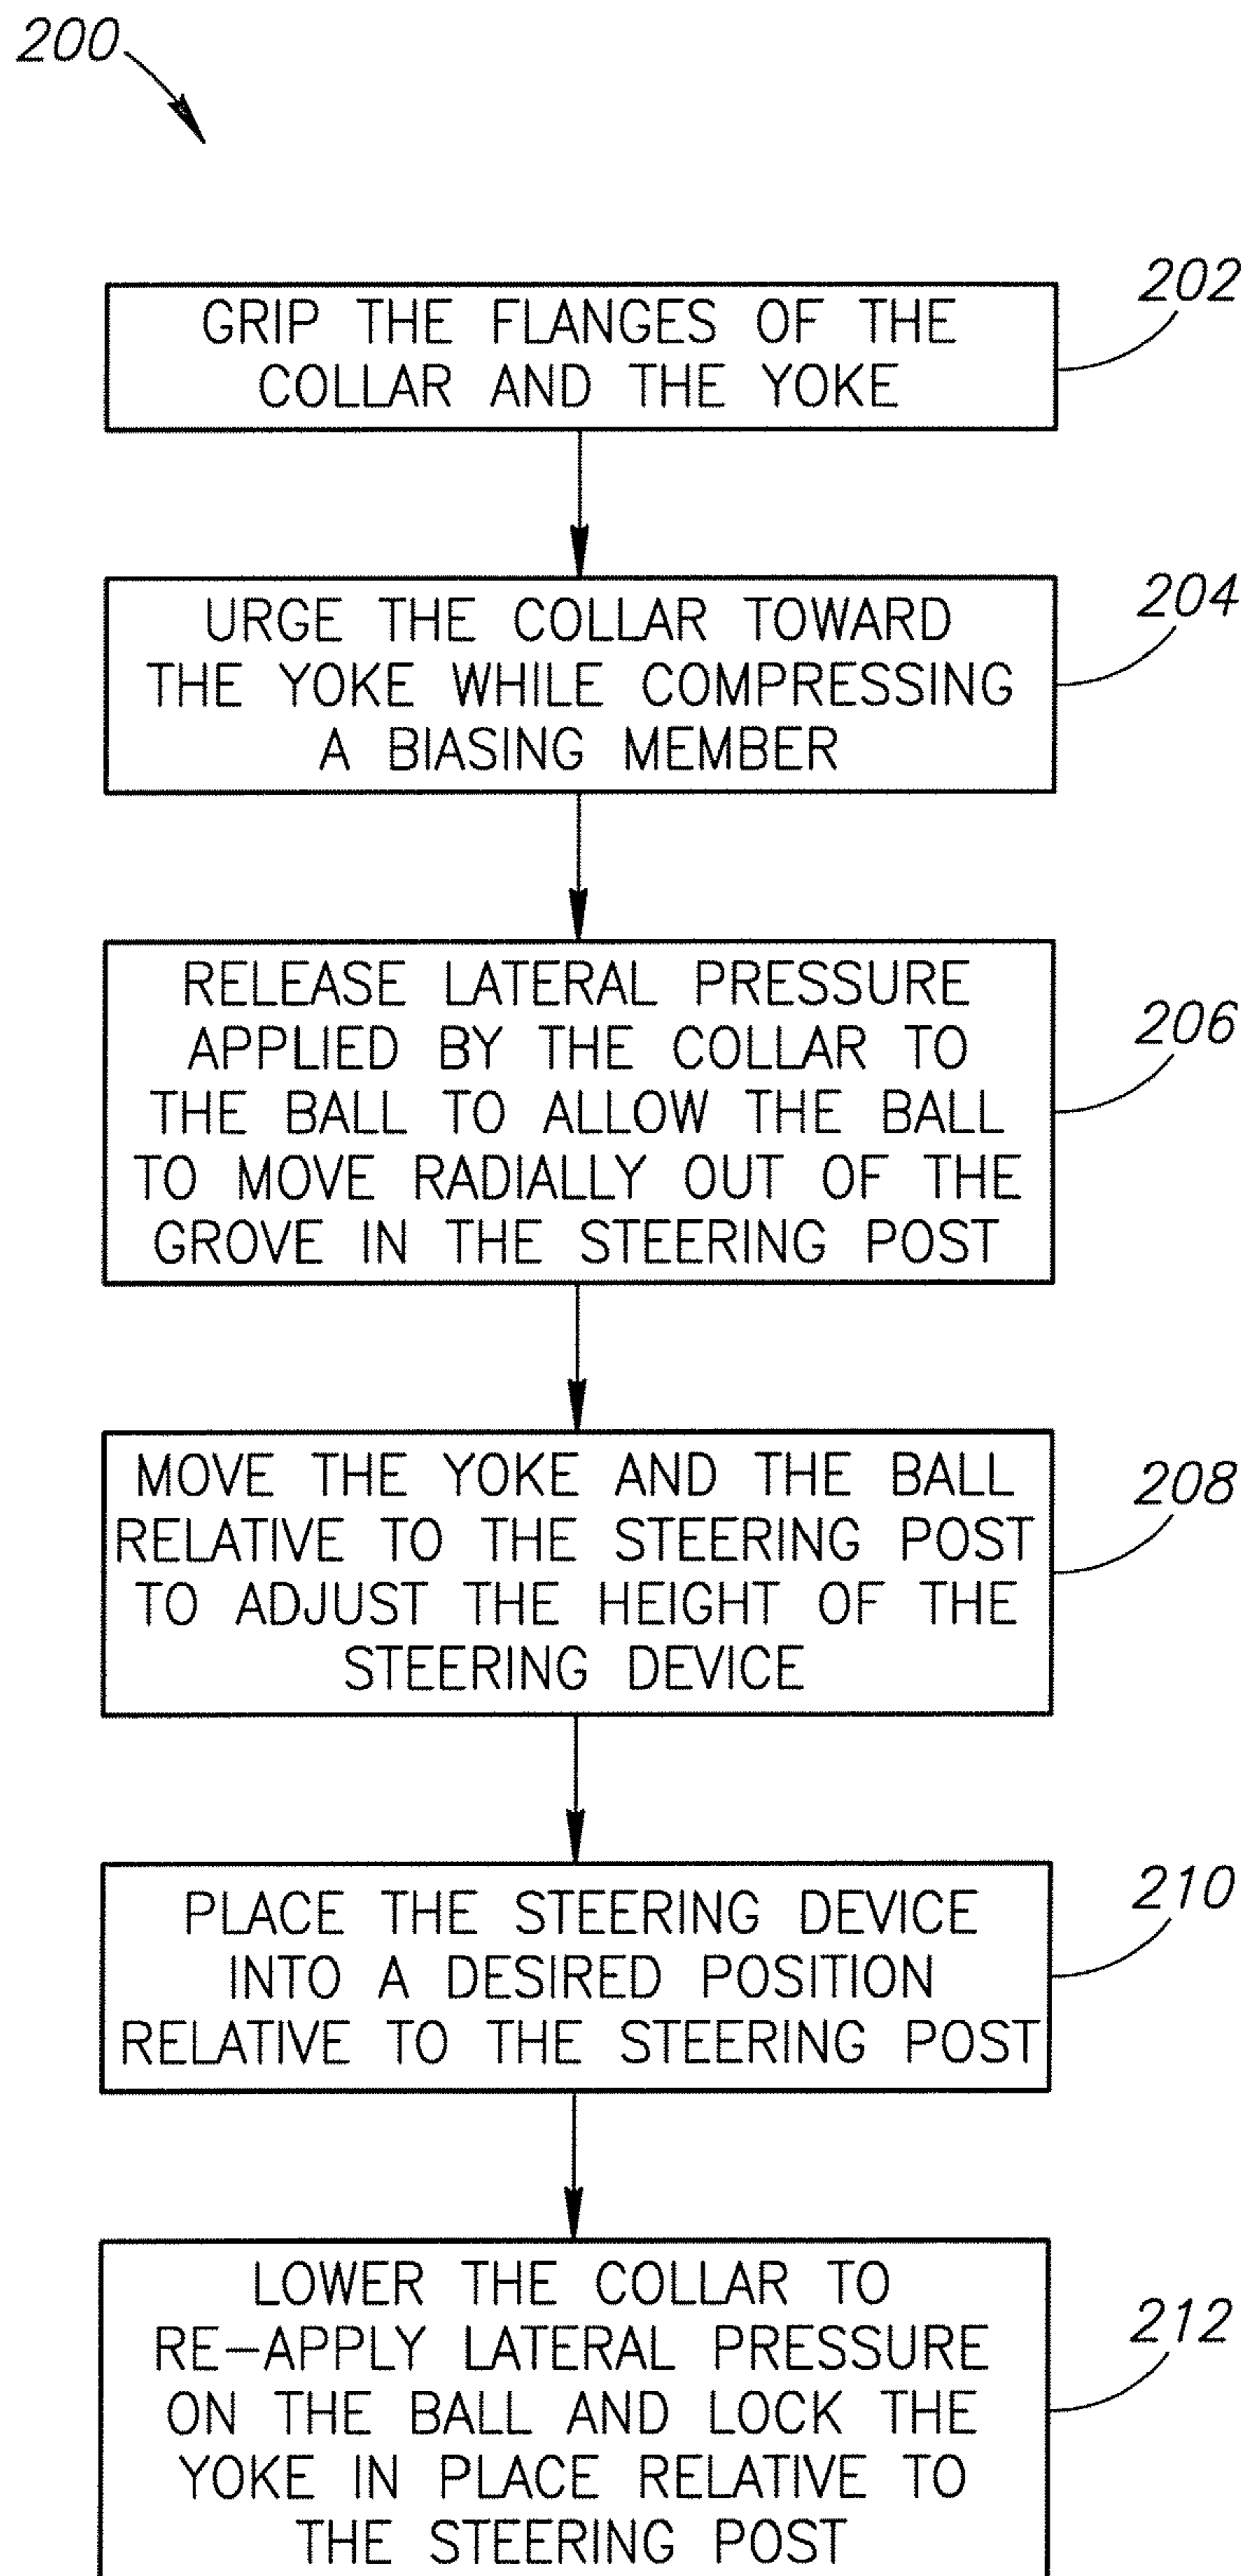 200
202
GRIP THE FLANGES OF THE
COLLAR AND THE YOKE
204
URGE THE COLLAR TOWARD
THE YOKE WHILE COMPRESSING
A BIASING MEMBER
206
RELEASE LATERAL PRESSURE
APPLIED BY THE COLLAR TO
THE BALL TO ALLOW THE BALL
TO MOVE RADIALLY OUT OF THE
GROVE IN THE STEERING POST
208
MOVE THE YOKE AND THE BALL
RELATIVE TO THE STEERING POST
TO ADJUST THE HEIGHT OF THE
STEERING DEVICE
210
PLACE THE STEERING DEVICE
INTO A DESIRED POSITION
RELATIVE TO THE STEERING POST
212
LOWER THE COLLAR TO
RE-APPLY LATERAL PRESSURE
ON THE BALL AND LOCK THE
YOKE IN PLACE RELATIVE TO
THE STEERING POST